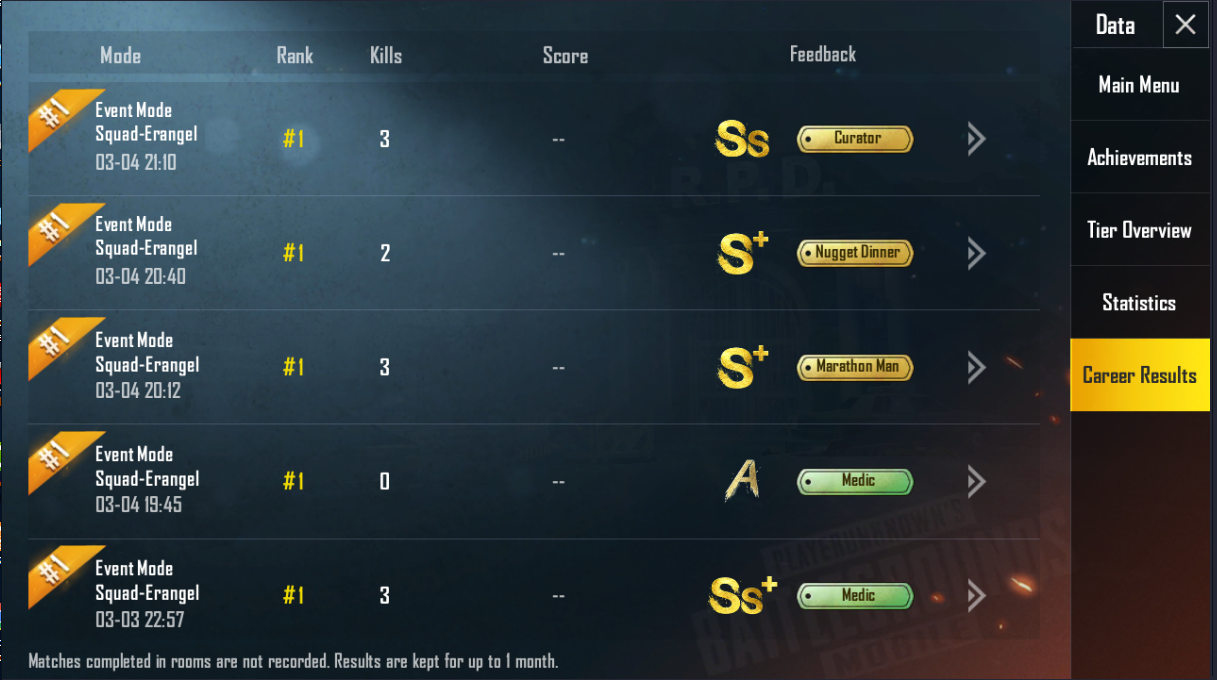 Data
Mode Rank Kills Score Feedback
Main Menu
Achievements
Tier Overview
Statistics
Career Results
#1
Event Mode
Squad-Erangel
03-04 21:10
#1 3 -- Ss Curator
#1
Event Mode
Squad-Erangel
03-04 20:40
#1 2 -- S+ Nugget Dinner
#1
Event Mode
Squad-Erangel
03-04 20:12
#1 3 -- S+ Marathon Man
#1
Event Mode
Squad-Erangel
03-04 19:45
#1 0 -- A Medic
#1
Event Mode
Squad-Erangel
03-03 22:57
#1 3 -- Ss+ Medic
R.P.D.
PLAYERUNKNOWN'S
BATTLEGROUNDS
MOBILE
Matches completed in rooms are not recorded. Results are kept for up to 1 month.